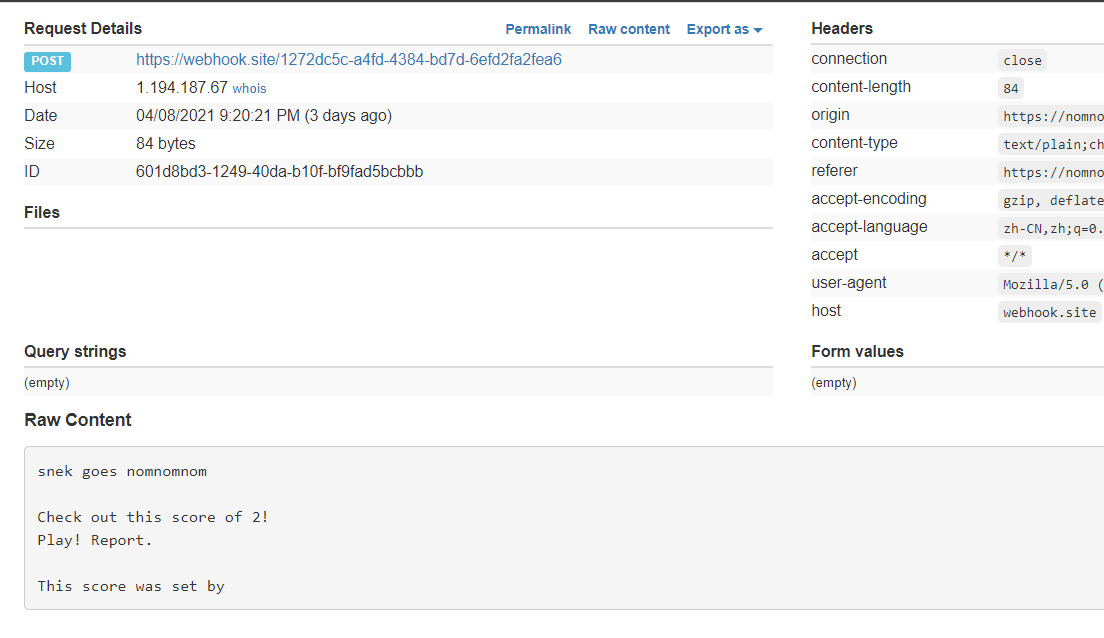 Request Details Permalink Raw content Export as
POST https://webhook.site/1272dc5c-a4fd-4384-bd7d-6efd2fa2fea6
Host 1.194.187.67 whois
Date 04/08/2021 9:20:21 PM (3 days ago)
Size 84 bytes
ID 601d8bd3-1249-40da-b10f-bf9fad5bcbbb
Files
Headers
connection close
content-length 84
origin https://nomno
content-type text/plain;ch
referer https://nomno
accept-encoding gzip, deflate
accept-language zh-CN,zh;q=0.
accept */*
user-agent Mozilla/5.0 (
host webhook.site
Query strings
(empty)
Form values
(empty)
Raw Content
snek goes nomnomnom
Check out this score of 2!
Play! Report.
This score was set by